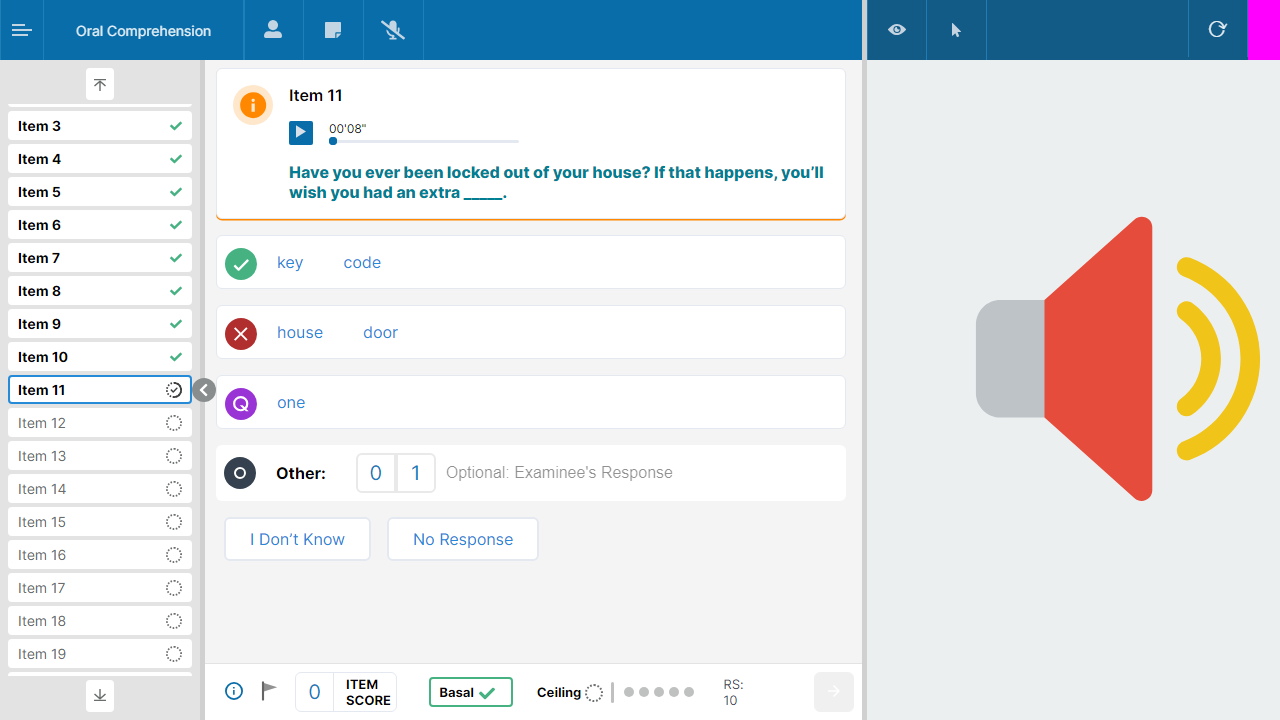 Oral Comprehension
Item 3
Item 4
Item 5
Item 6
Item 7
Item 8
Item 9
Item 10
Item 11
Item 12
Item 13
Item 14
Item 15
Item 16
Item 17
Item 18
Item 19
Item 11
00'08"
Have you ever been locked out of your house? If that happens, you’ll
wish you had an extra _____.
key code
house door
Q one
Other: 0 1 Optional: Examinee's Response
I Don’t Know No Response
0 ITEM
SCORE
Basal
Ceiling
RS:
10